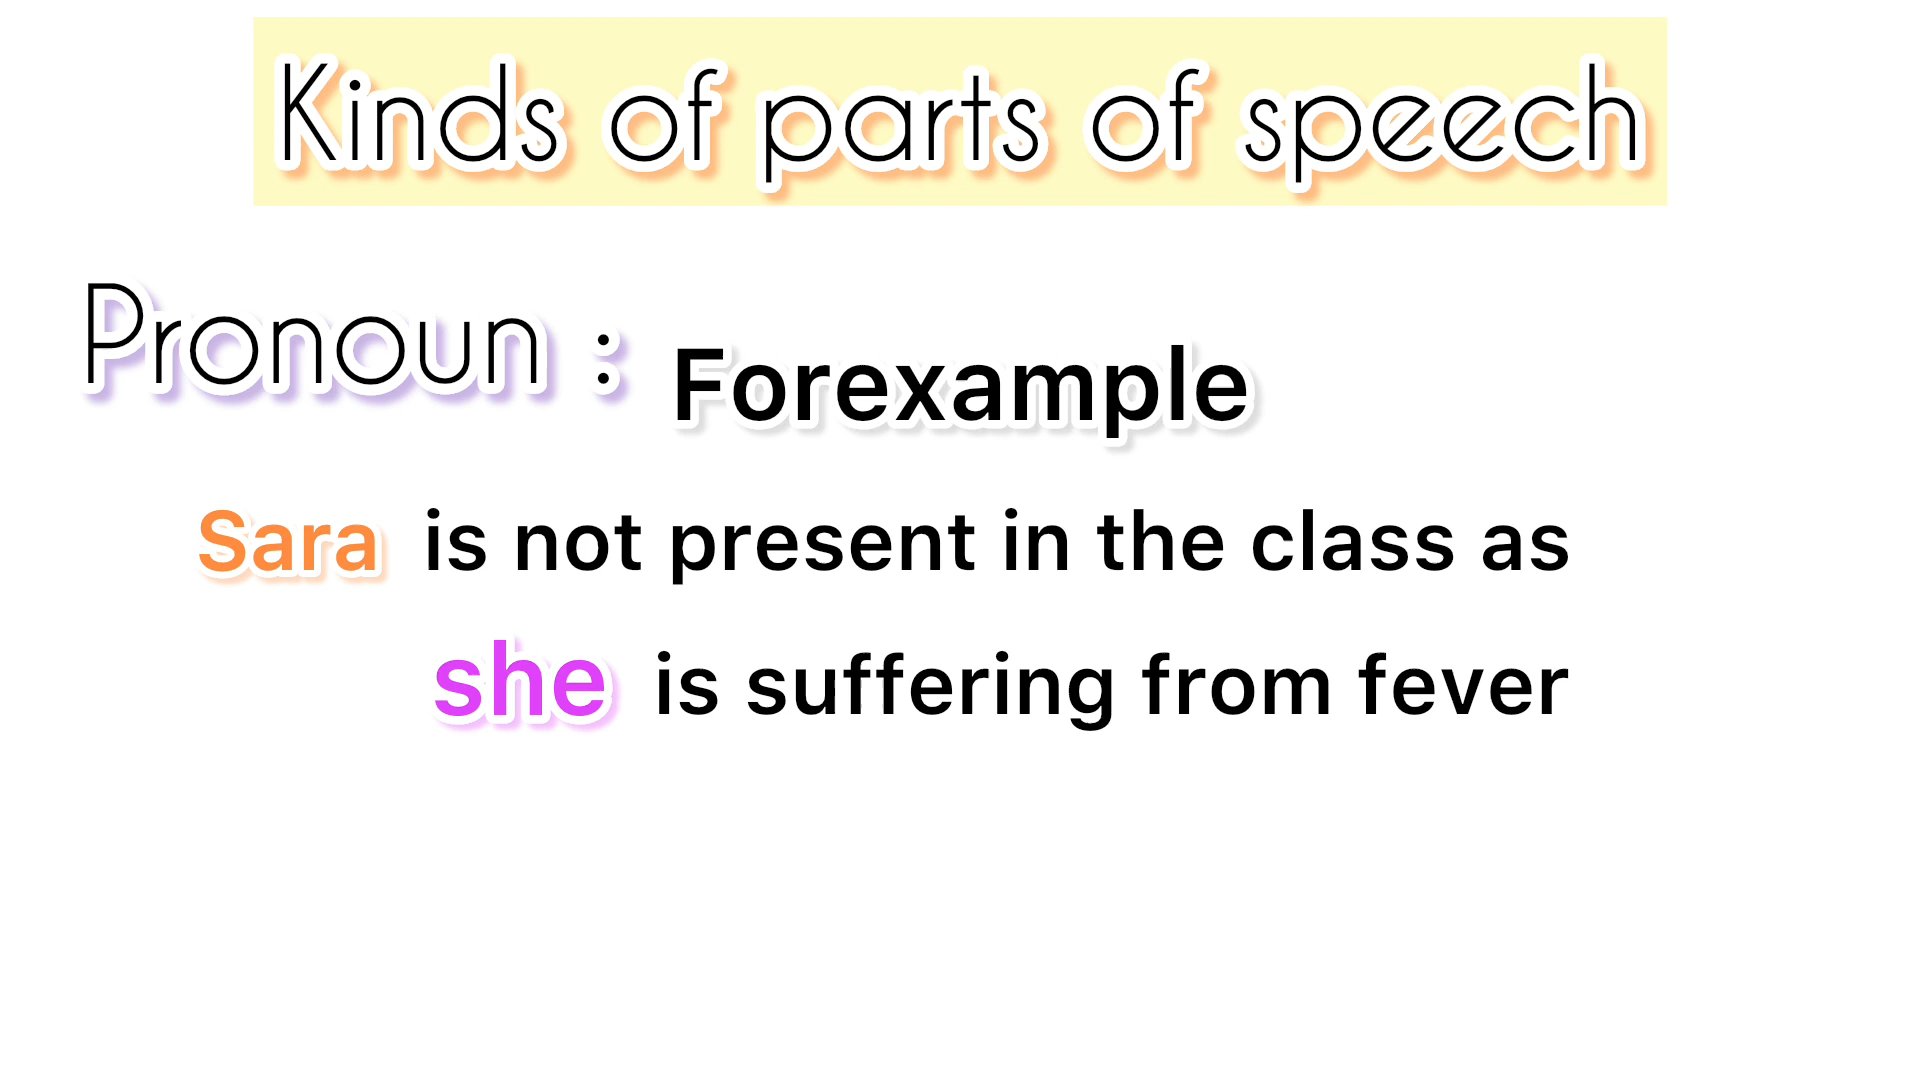 Kinds of parts of speech
Pronoun : Forexample
Sara is not present in the class as
she is suffering from fever